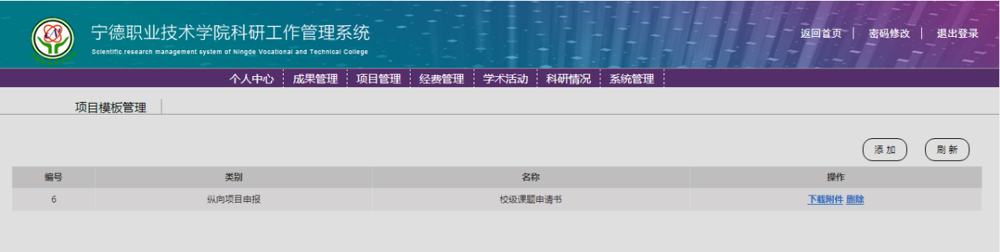 宁德职业技术学院科研工作管理系统
Scientific research management system of Ningde Vocational and Technical College
返回首页 密码修改 退出登录
个人中心 成果管理 项目管理 经费管理 学术活动 科研情况 系统管理
项目模板管理
添加 刷新
编号 类别 名称 操作
6 纵向项目申报 校级课题申请书 下载附件 删除